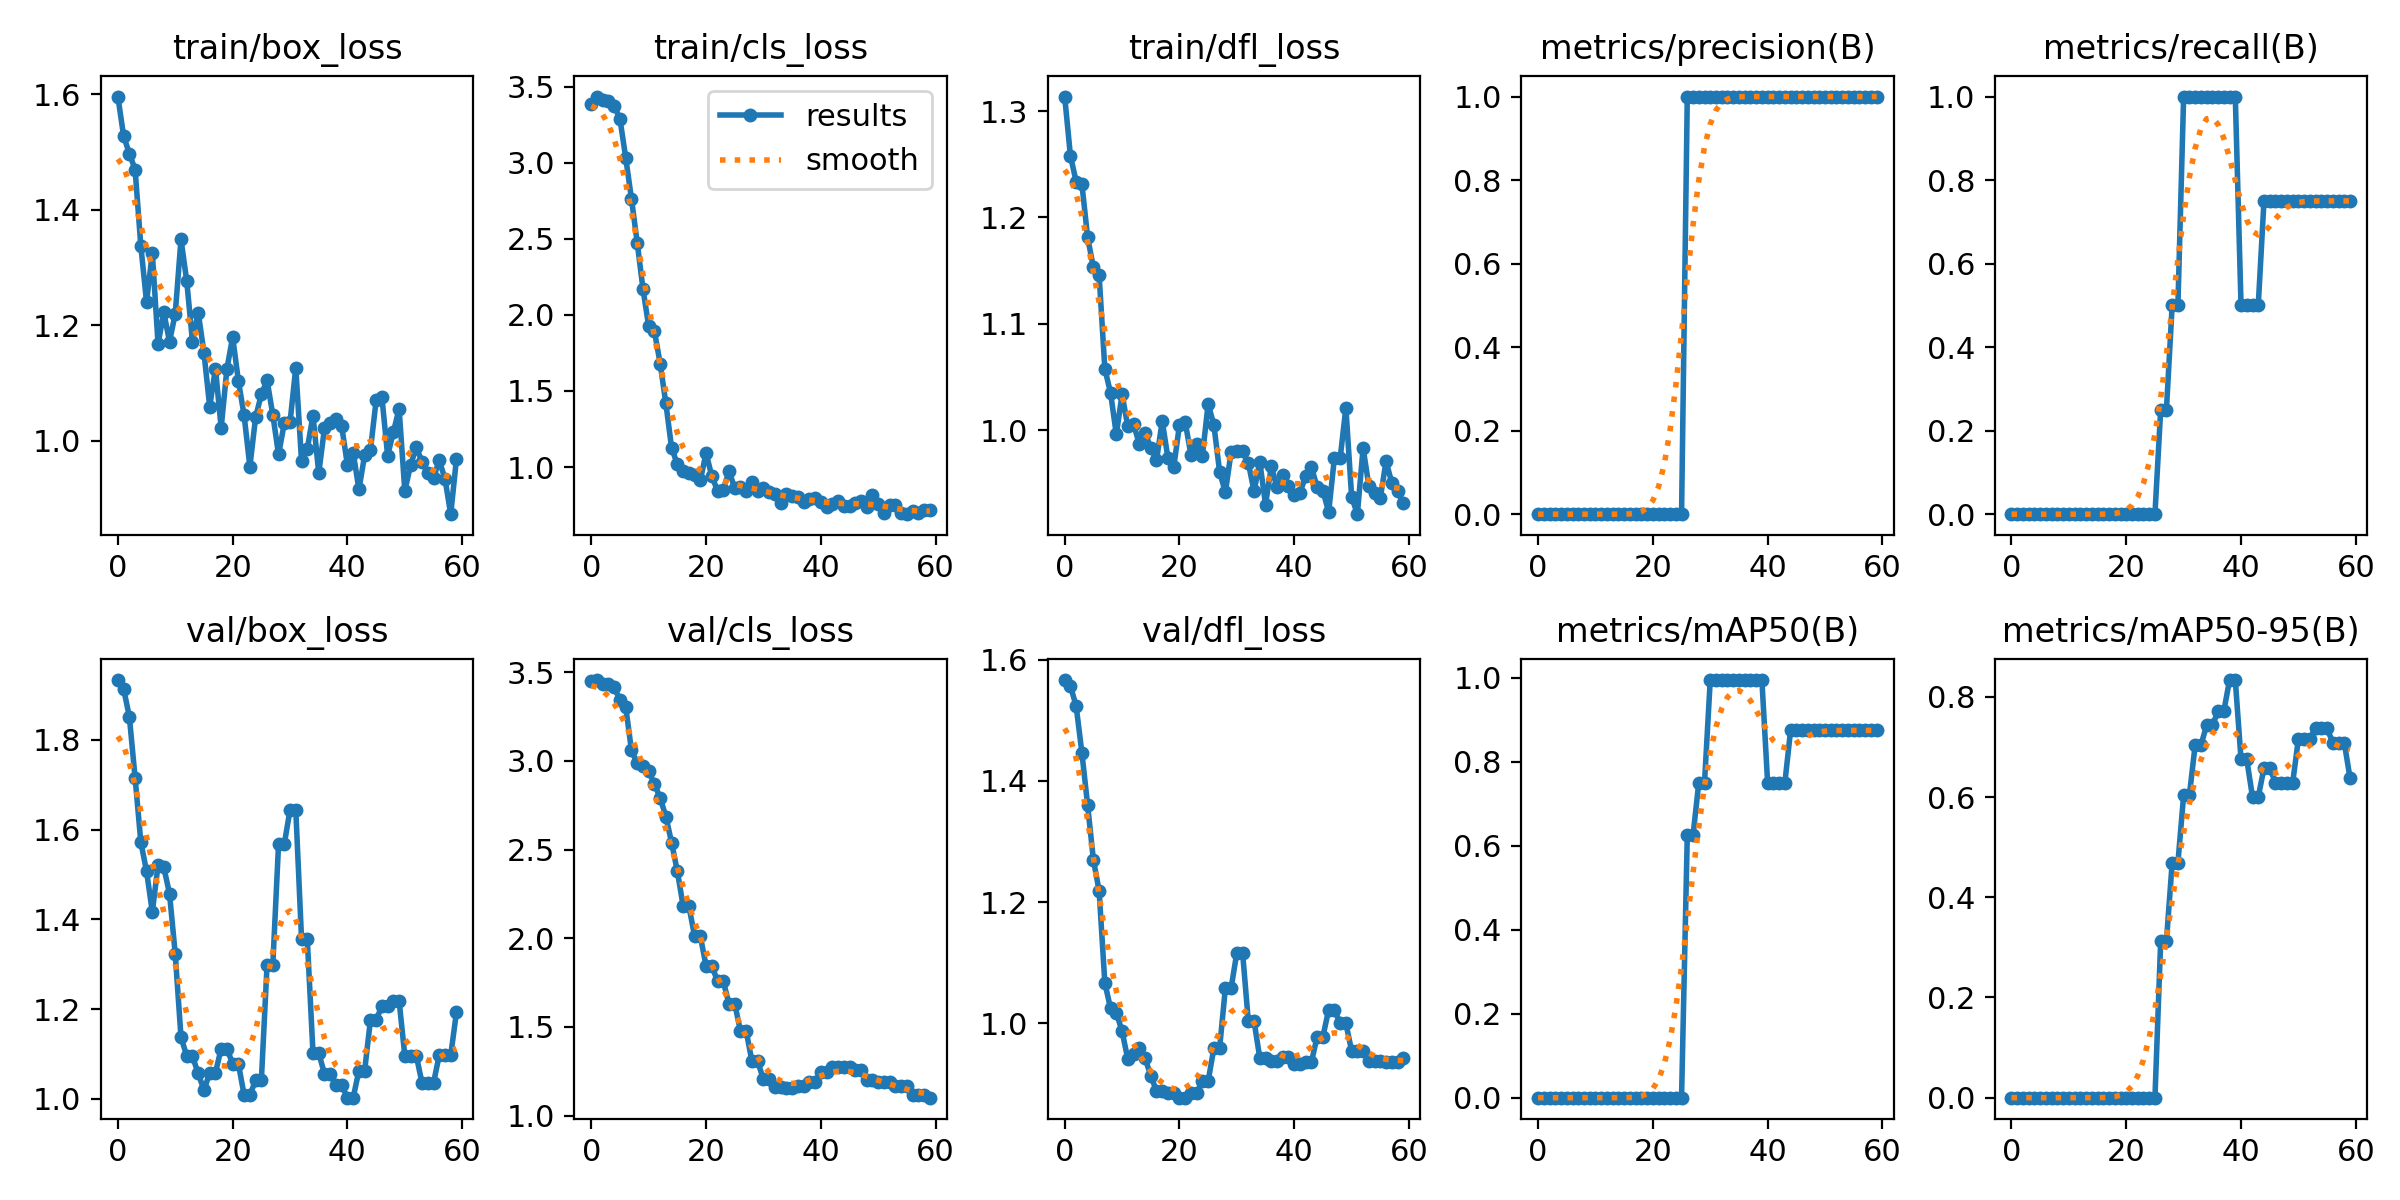 train/box_loss
1.6
1.4
1.2
1.0
0 20 40 60
train/cls_loss
results
smooth
3.5
3.0
2.5
2.0
1.5
1.0
0 20 40 60
train/dfl_loss
1.3
1.2
1.1
1.0
0 20 40 60
metrics/precision(B)
1.0
0.8
0.6
0.4
0.2
0.0
0 20 40 60
metrics/recall(B)
1.0
0.8
0.6
0.4
0.2
0.0
0 20 40 60
val/box_loss
1.8
1.6
1.4
1.2
1.0
0 20 40 60
val/cls_loss
3.5
3.0
2.5
2.0
1.5
1.0
0 20 40 60
val/dfl_loss
1.6
1.4
1.2
1.0
0 20 40 60
metrics/mAP50(B)
1.0
0.8
0.6
0.4
0.2
0.0
0 20 40 60
metrics/mAP50-95(B)
0.8
0.6
0.4
0.2
0.0
0 20 40 60